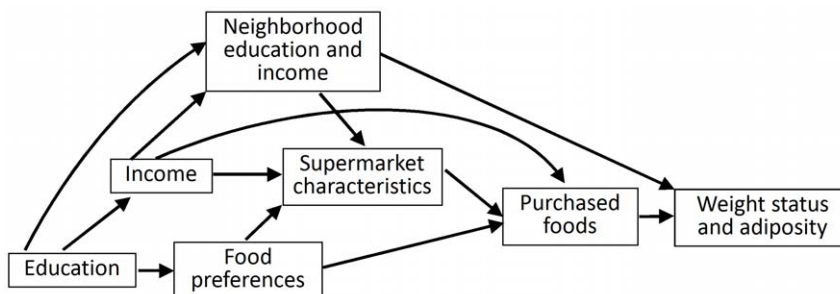 Neighborhood
education and
income
Income
Supermarket
characteristics
Purchased
foods
Weight status
and adiposity
Education
Food
preferences